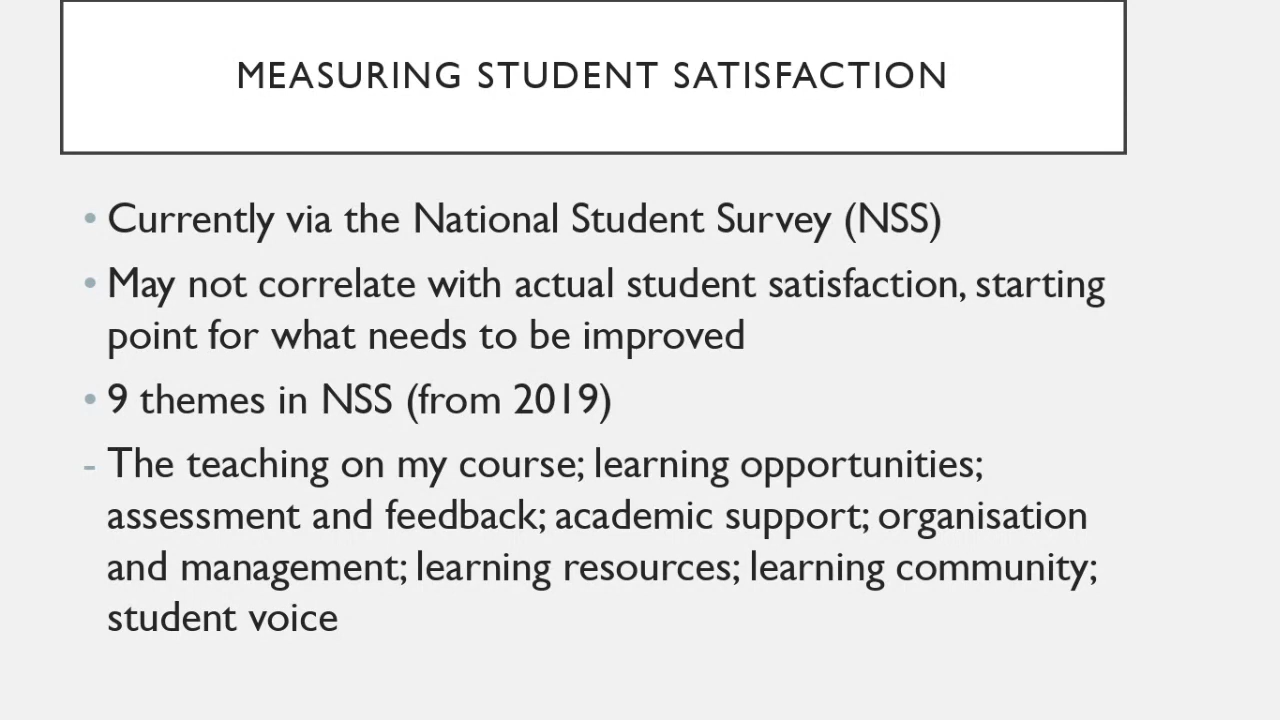 MEASURING STUDENT SATISFACTION
• Currently via the National Student Survey (NSS)
• May not correlate with actual student satisfaction, starting
point for what needs to be improved
• 9 themes in NSS (from 2019)
- The teaching on my course; learning opportunities;
assessment and feedback; academic support; organisation
and management; learning resources; learning community;
student voice